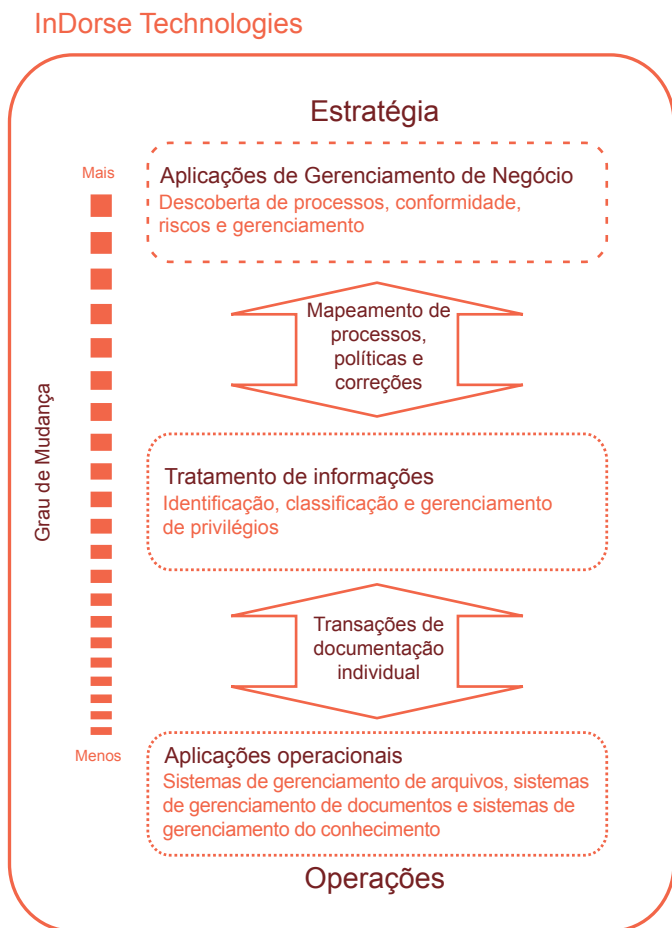 InDorse Technologies
Estratégia
Mais
Aplicações de Gerenciamento de Negócio
Descoberta de processos, conformidade,
riscos e gerenciamento
Mapeamento de
processos,
políticas e
correções
Grau de Mudança
Tratamento de informações
Identificação, classificação e gerenciamento
de privilégios
Transações de
documentação
individual
Menos
Aplicações operacionais
Sistemas de gerenciamento de arquivos, sistemas
de gerenciamento de documentos e sistemas de
gerenciamento do conhecimento
Operações